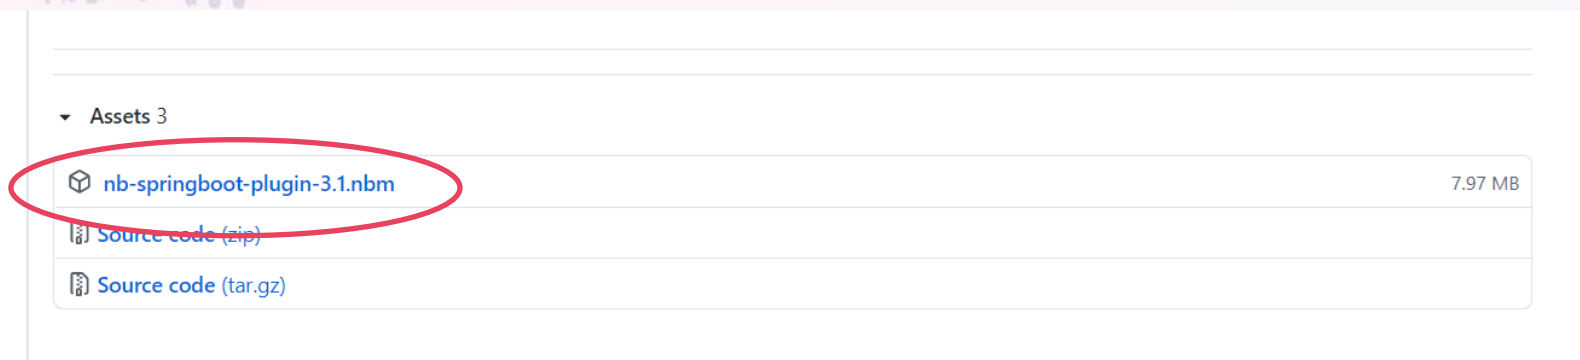 Assets 3
nb-springboot-plugin-3.1.nbm 7.97 MB
Source code (zip)
Source code (tar.gz)